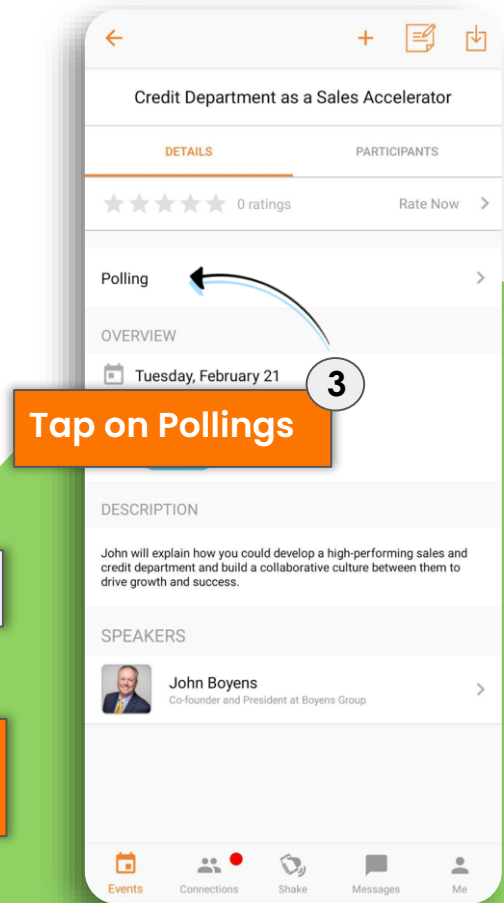 Credit Department as a Sales Accelerator
DETAILS
PARTICIPANTS
0 ratings
Rate Now
Polling
OVERVIEW
Tuesday, February 21
3
Tap on Pollings
DESCRIPTION
John will explain how you could develop a high-performing sales and
credit department and build a collaborative culture between them to
drive growth and success.
SPEAKERS
John Boyens
Co-founder and President at Boyens Group
Events
Connections
Shake
Messages
Me